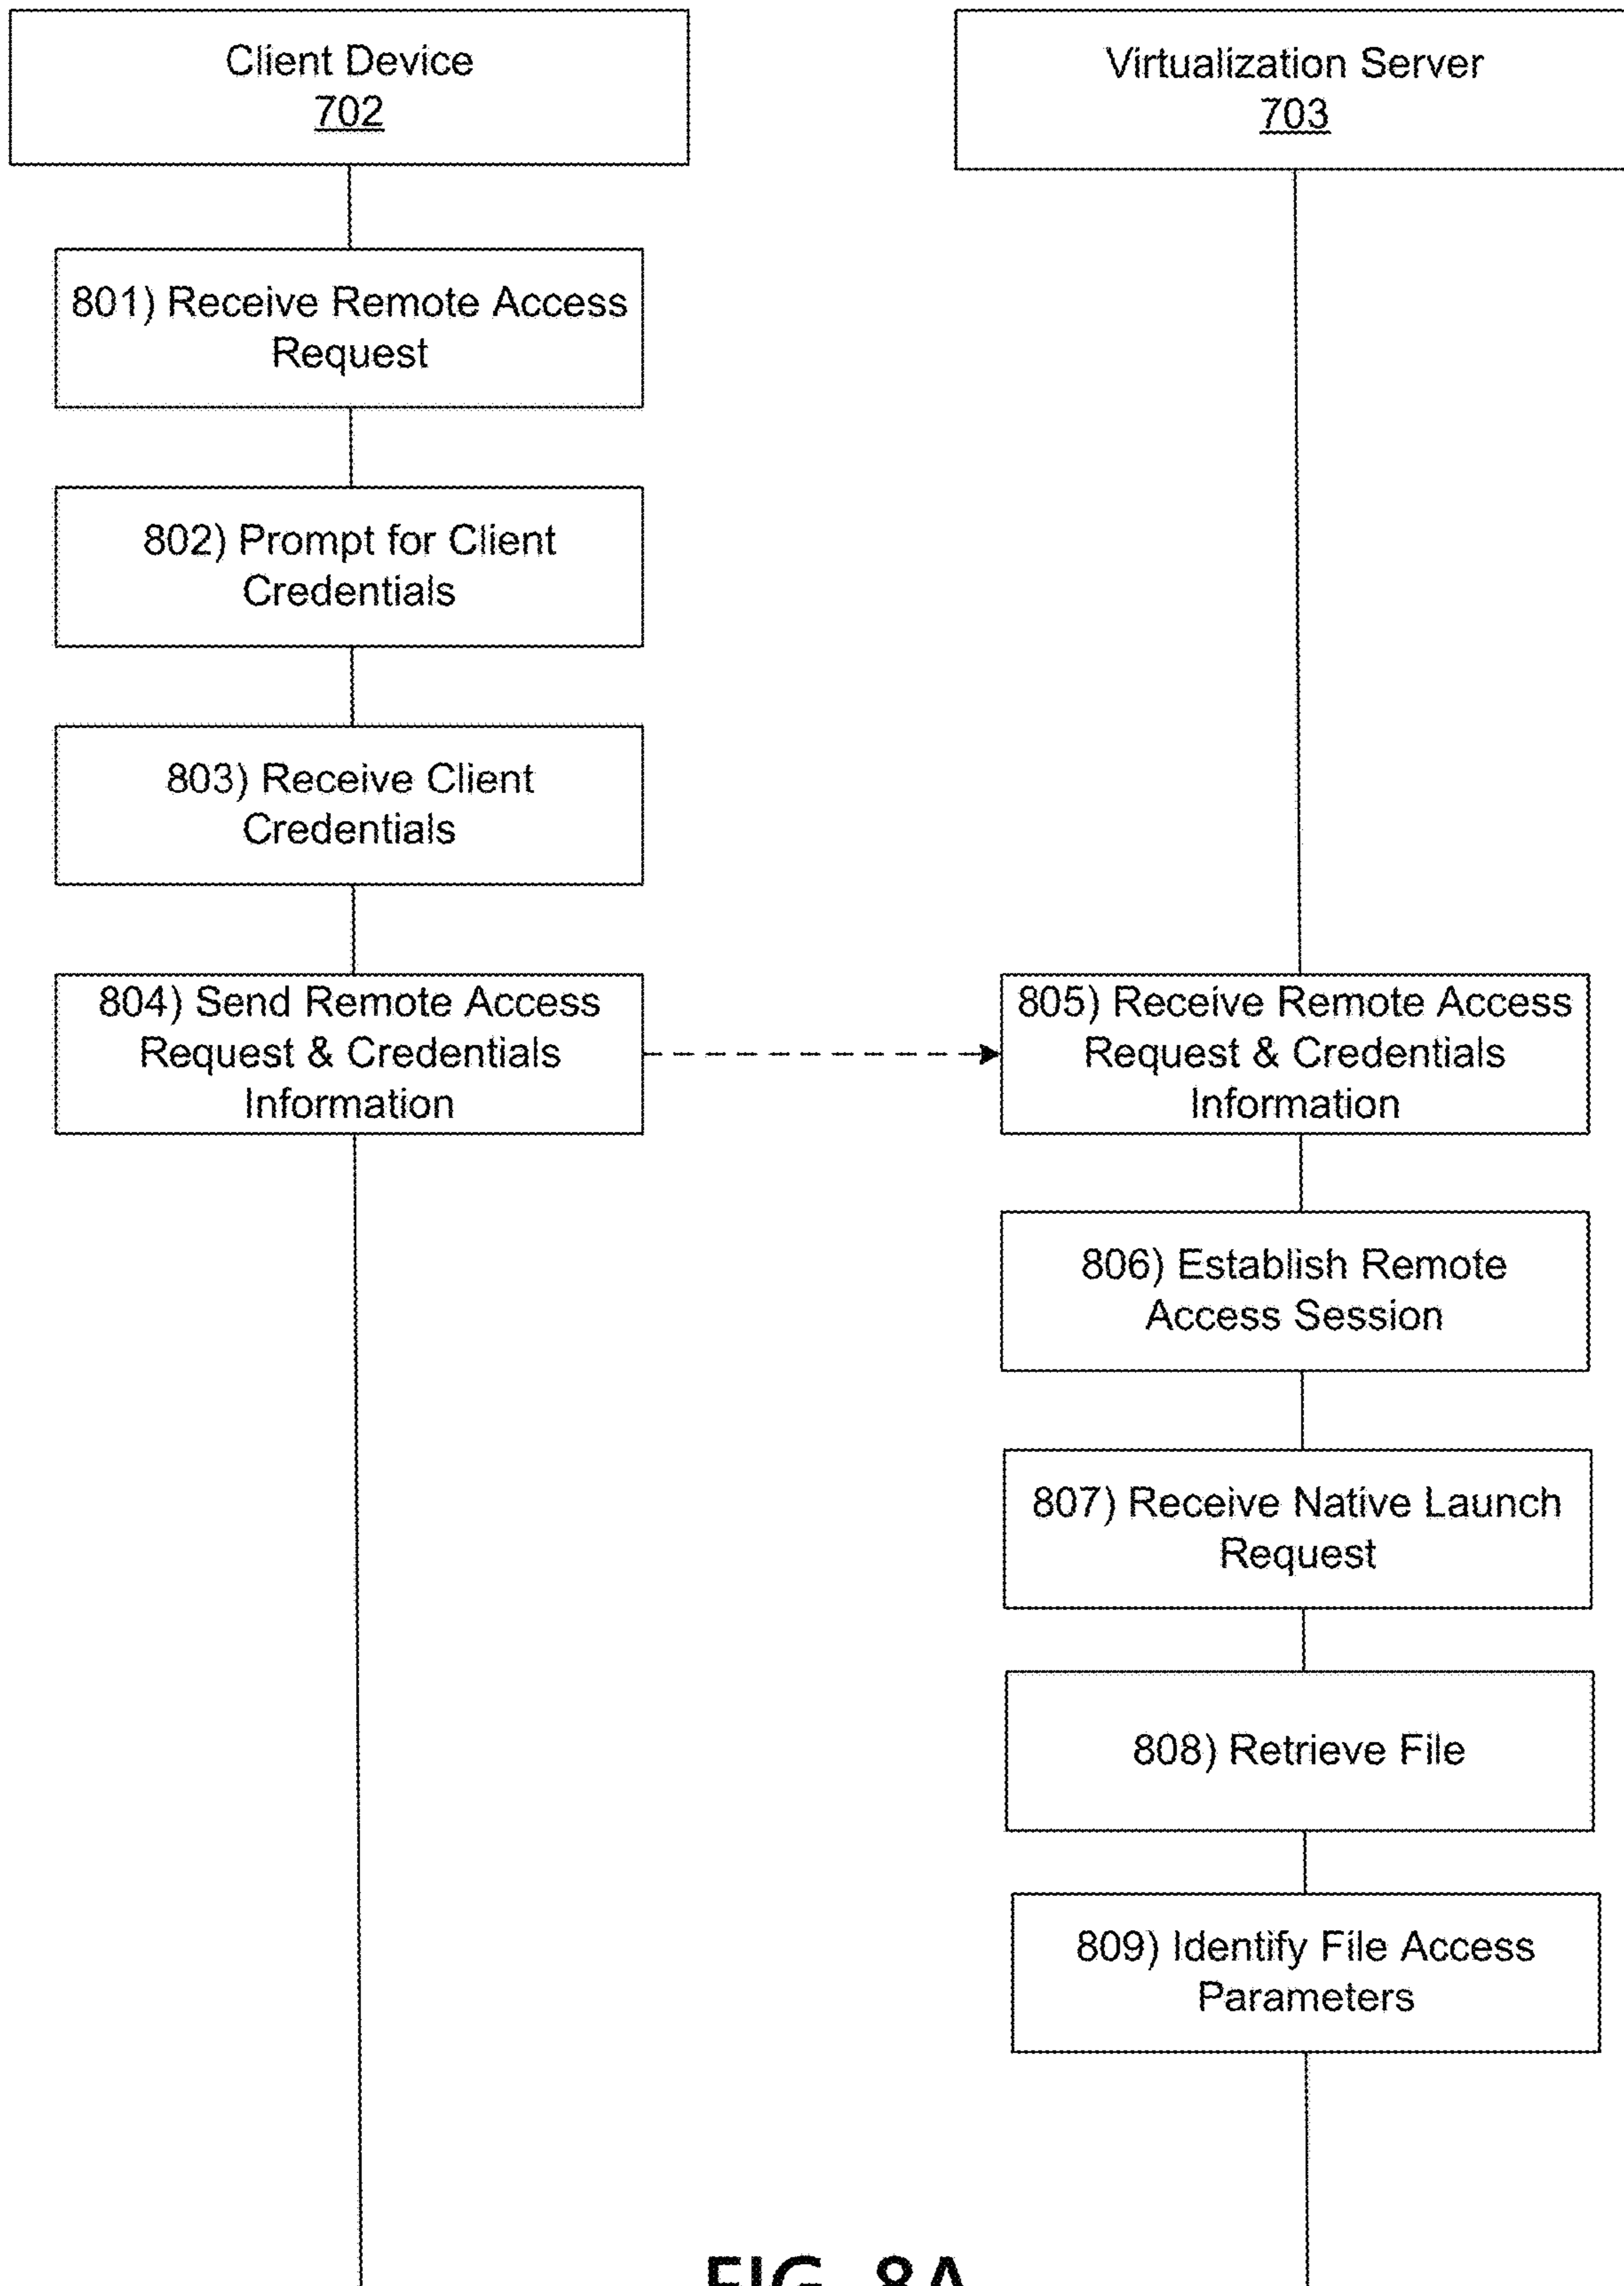 Client Device
702
Virtualization Server
703
801) Receive Remote Access
Request
802) Prompt for Client
Credentials
803) Receive Client
Credentials
804) Send Remote Access
Request & Credentials
Information
805) Receive Remote Access
Request & Credentials
Information
806) Establish Remote
Access Session
807) Receive Native Launch
Request
808) Retrieve File
809) Identify File Access
Parameters
FIG. 8A